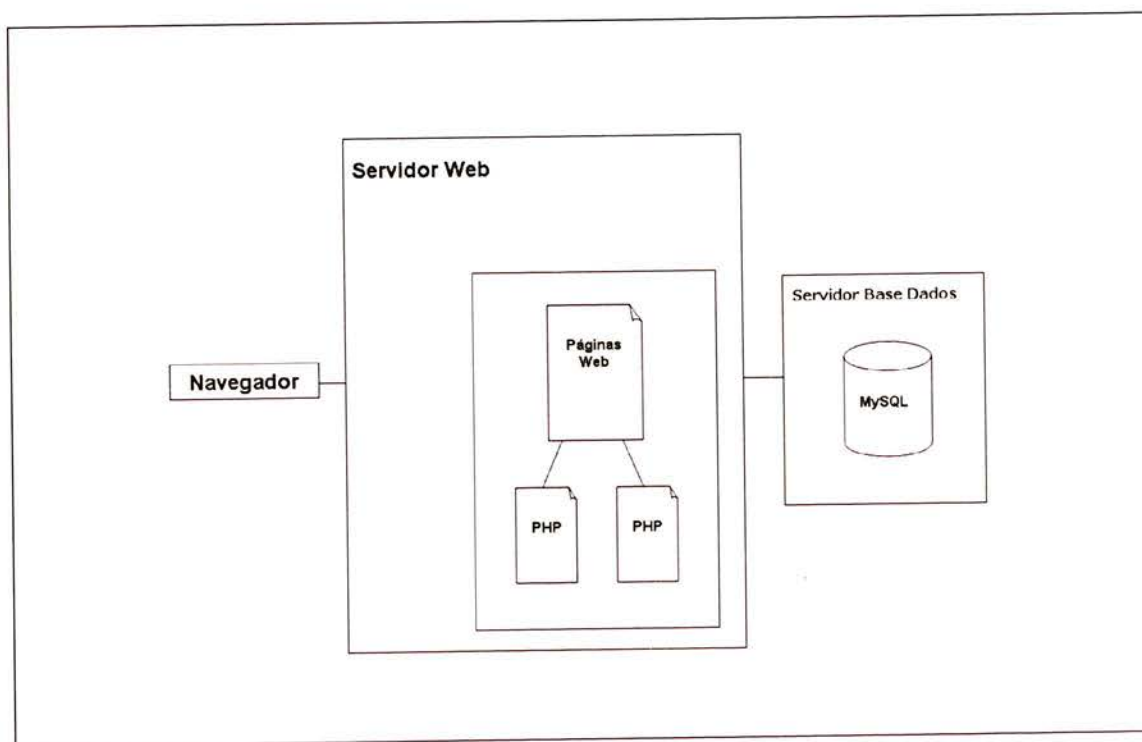 Servidor Web
Servidor Base Dados
Páginas
Web
Navegador
MySQL
PHP
PHP